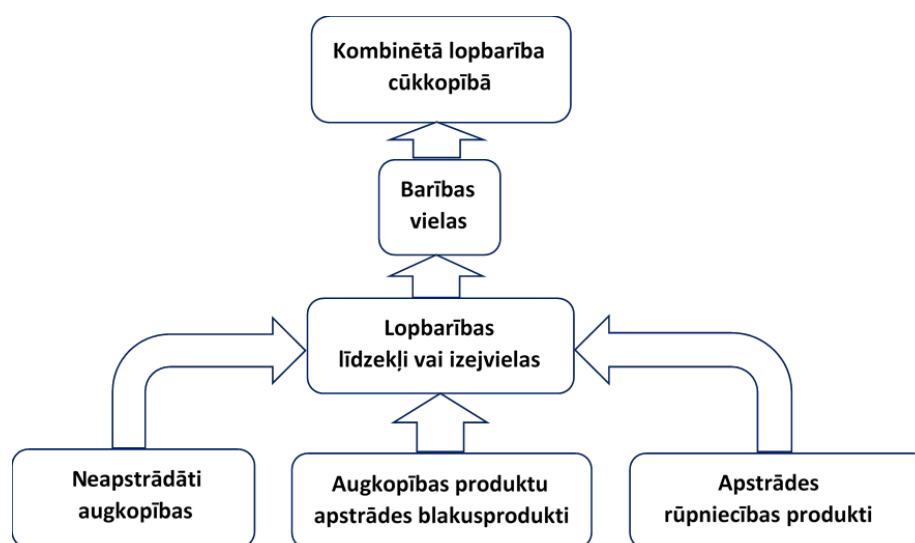 Kombinētā lopbarība
cūkkopībā
Barības
vielas
Lopbarības
līdzekļi vai izejvielas
Neapstrādāti
augkopības
Augkopības produktu
apstrādes blakusprodukti
Apstrādes
rūpniecības produkti